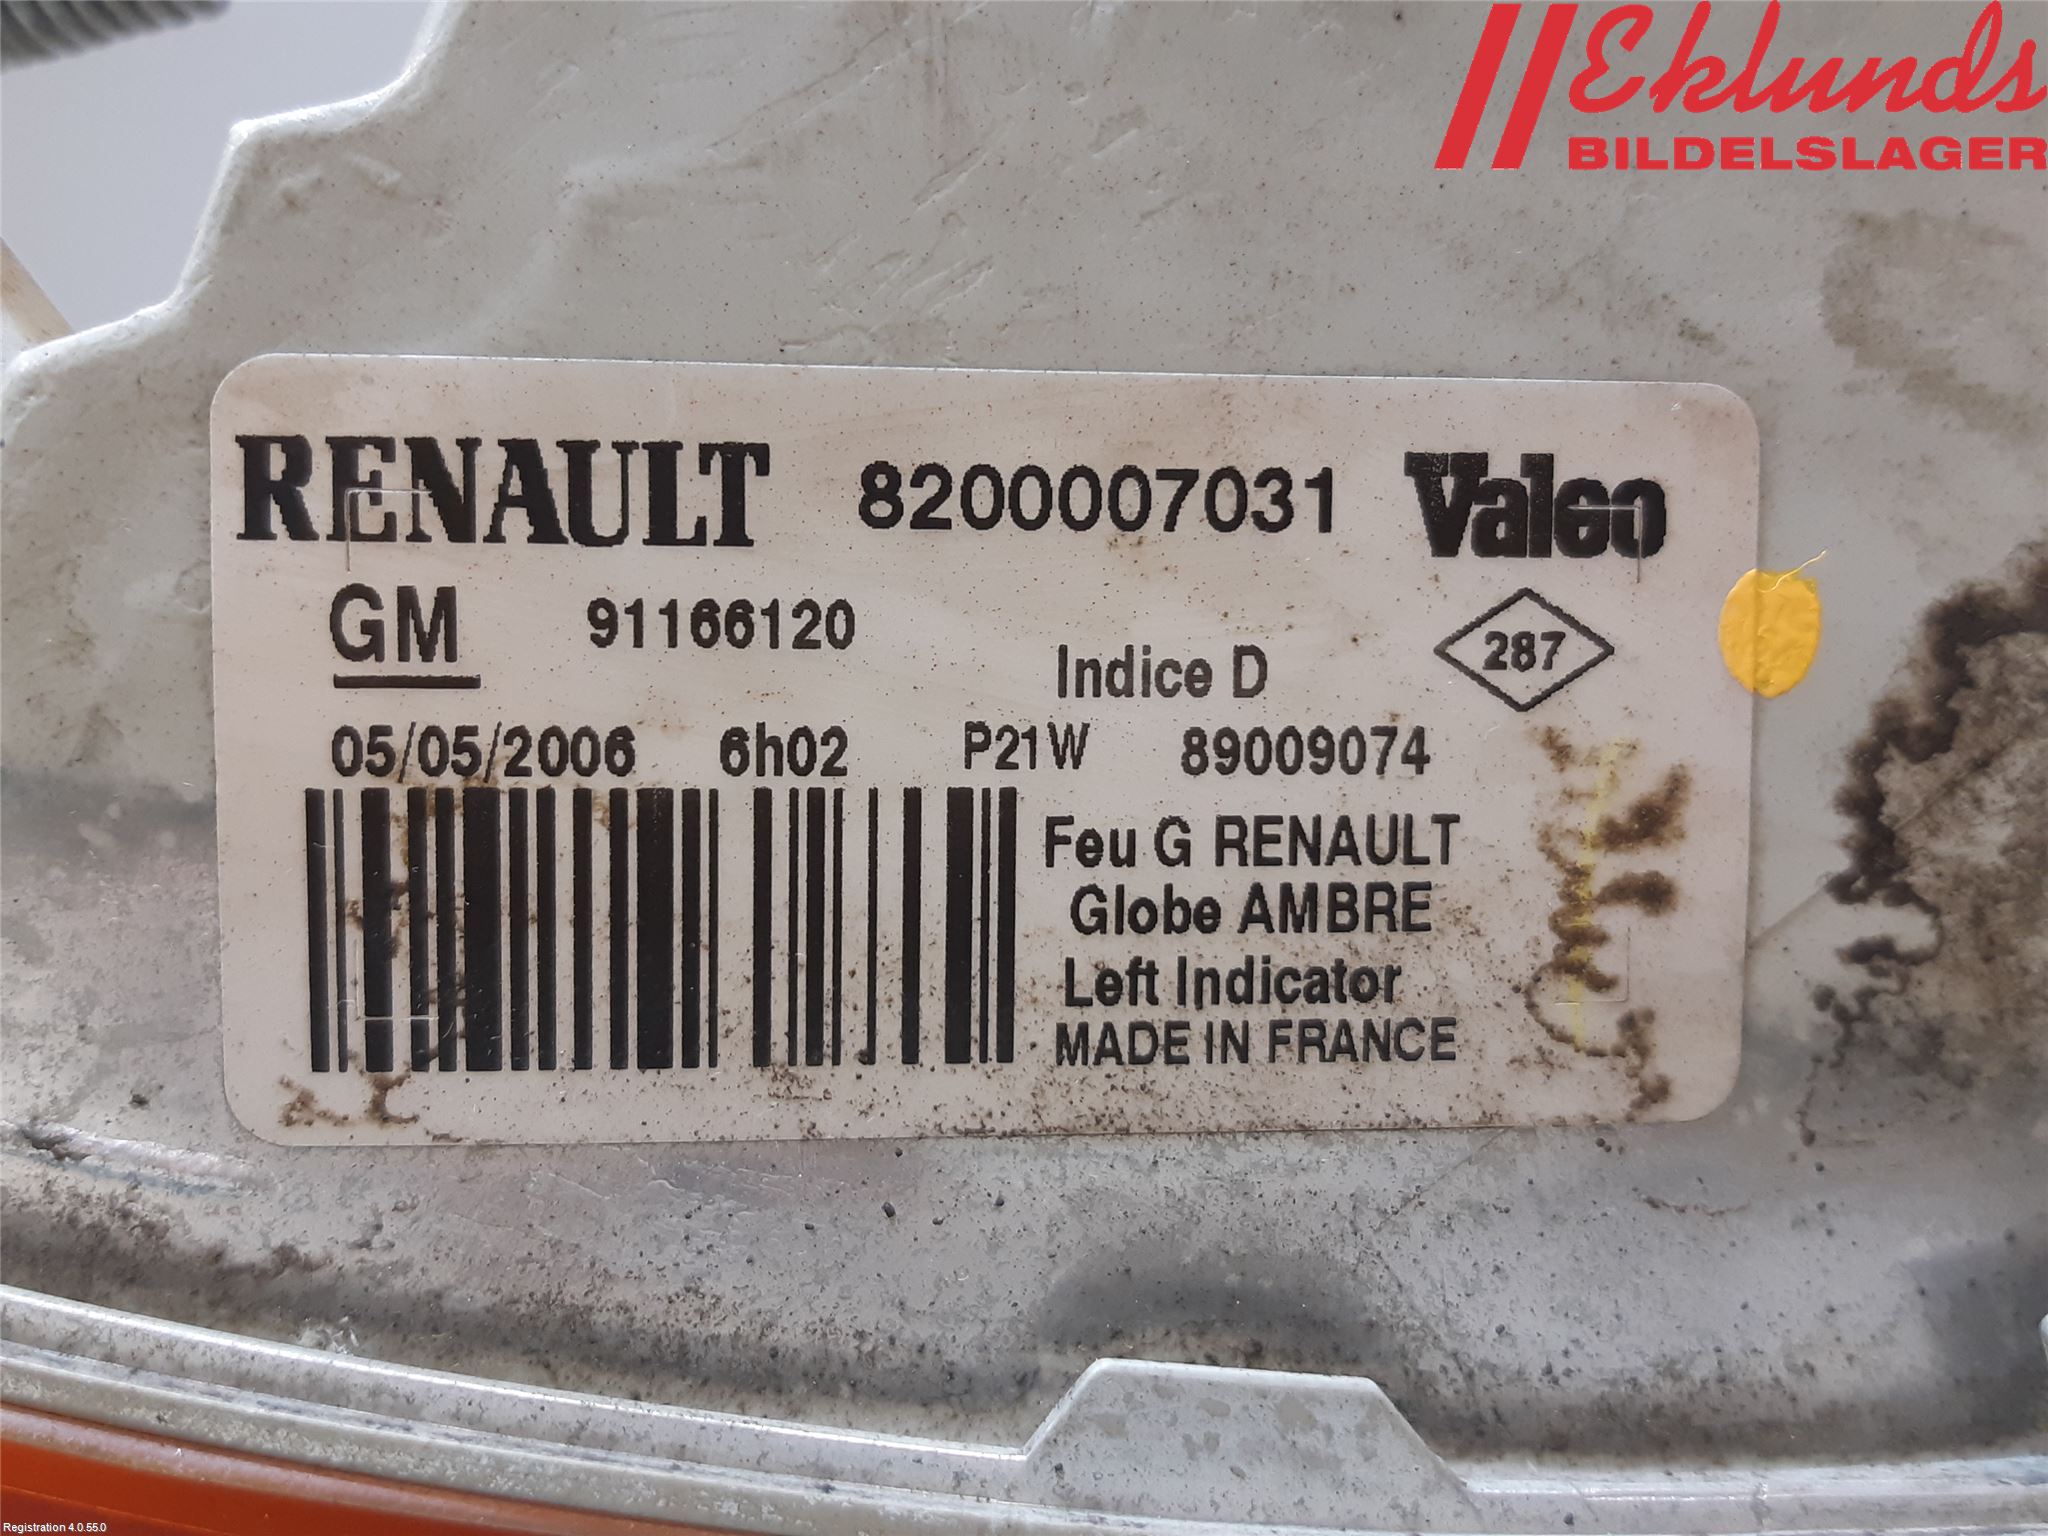 Eklunds
BILDELSLAGER
RENAULT 8200007031 Valeo
GM 91166120
Indice D 287
05/05/2006 6h02 P21W 89009074
Feu G RENAULT
Globe AMBRE
Left Indicator
MADE IN FRANCE
Registration 4.0.55.0